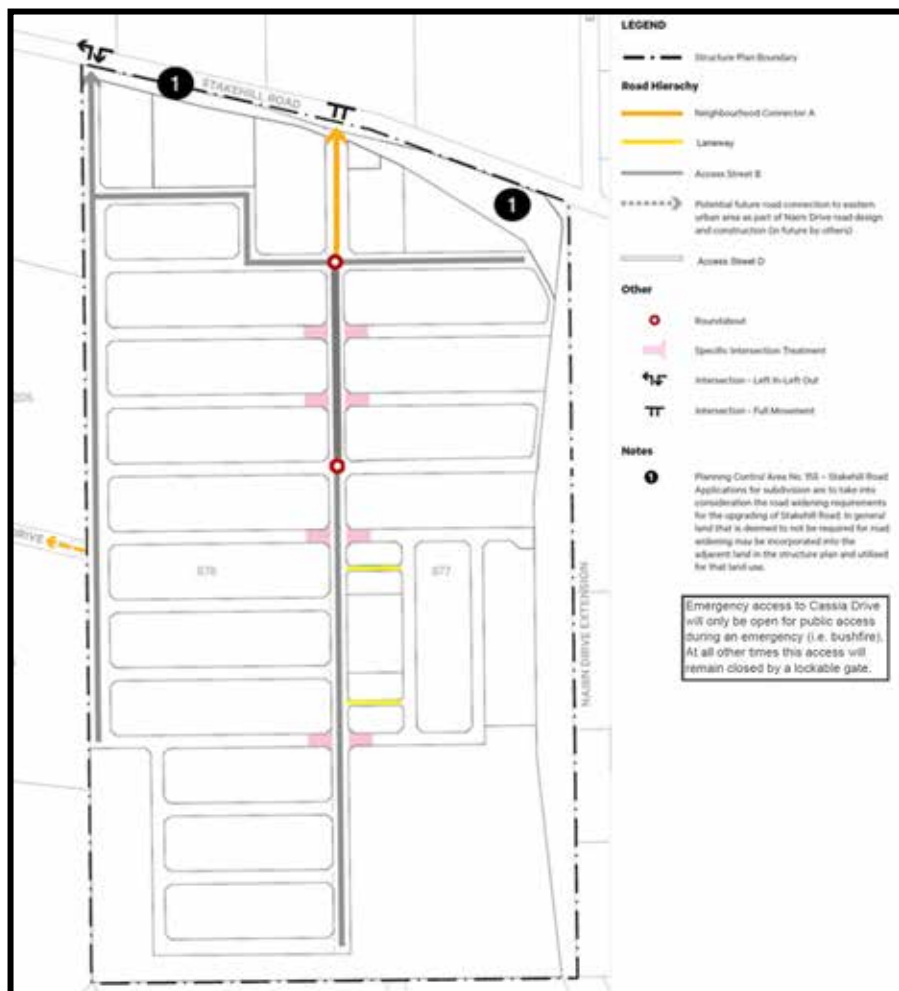 1
STAKEHILL ROAD
1
DRIVE
678
677
NAIRN DRIVE EXTENSION
LEGEND
Structure Plan Boundary
Road Hierachy
Neighbourhood Connector A
Laneway
Access Street B
Potential future road connection to eastern
urban area as part of Nairn Drive road design
and construction (in future by others)
Access Street D
Other
Roundabout
Specific Intersection Treatment
Intersection - Left In-Left Out
Intersection - Full Movement
Notes
1
Planning Control Area No. – Stakehill Road
Applications for subdivision are to take into
consideration the road widening requirements
for the upgrading of Stakehill Road. In general
land that is deemed to not be required for road
widening may be incorporated into the
adjacent land in the structure plan and utilised
for that land use.
Emergency access to Cassia Drive
will only be open for public access
during an emergency (i.e. bushfire).
At all other times this access will
remain closed by a lockable gate.